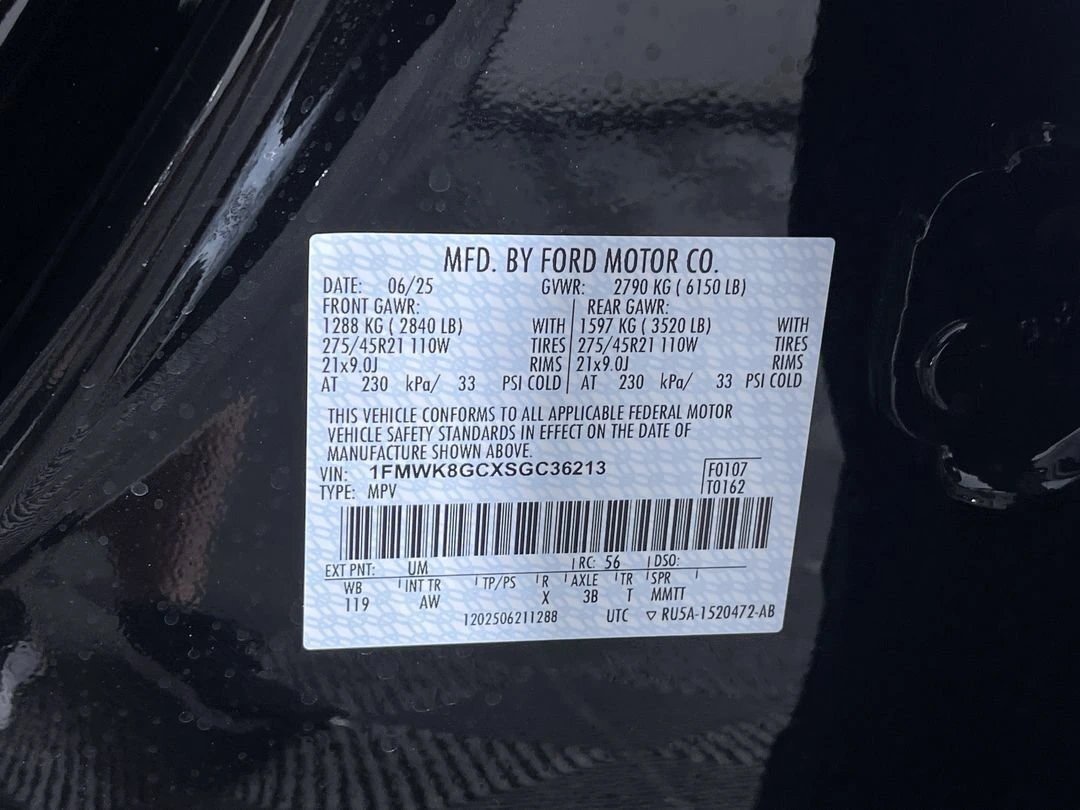 MFD. BY FORD MOTOR CO.
DATE: 06/25 GVWR: 2790 KG ( 6150 LB)
FRONT GAWR: REAR GAWR:
1288 KG ( 2840 LB) WITH 1597 KG ( 3520 LB) WITH
275/45R21 110W TIRES 275/45R21 110W TIRES
21x9.0J RIMS 21x9.0J RIMS
AT 230 kPa/ 33 PSI COLD AT 230 kPa/ 33 PSI COLD
THIS VEHICLE CONFORMS TO ALL APPLICABLE FEDERAL MOTOR
VEHICLE SAFETY STANDARDS IN EFFECT ON THE DATE OF
MANUFACTURE SHOWN ABOVE.
VIN: 1FMWK8GCXSGC36213 F0107
TYPE: MPV T0162
EXT PNT: UM RC: 56 DSO:
WB INT TR TP/PS R AXLE TR SPR
119 AW X 3B T MMTT
1202506211288 UTC ▽ RU5A-1520472-AB